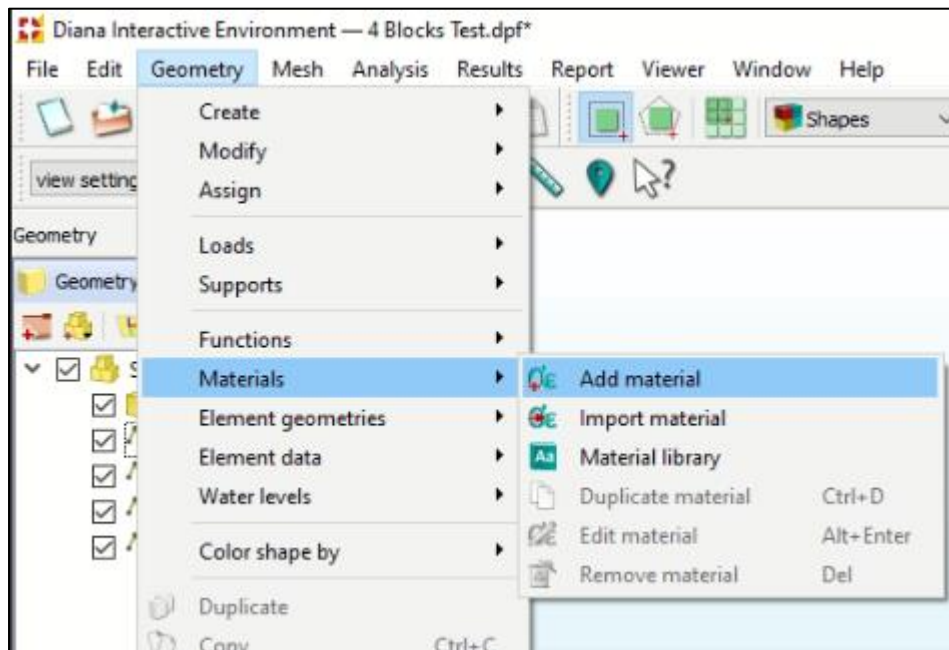 Diana Interactive Environment — 4 Blocks Test.dpf*
File Edit Geometry Mesh Analysis Results Report Viewer Window Help
Create
Shapes
Modify
view setting
Assign
Geometry
Loads
Geometry
Supports
Functions
Materials
Add material
Element geometries
Import material
Element data
Aa Material library
Water levels
Duplicate material Ctrl+D
Edit material Alt+Enter
Color shape by
Remove material Del
Duplicate
Copy Ctrl+C